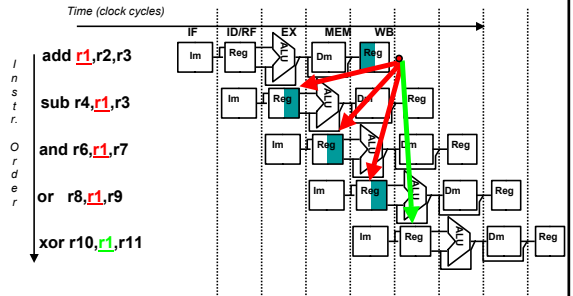 Time (clock cycles)
IF ID/RF EX MEM WB
Instr. Order
add r1,r2,r3
Im Reg ALU Dm Reg
sub r4,r1,r3
Im Reg ALU Dm Reg
and r6,r1,r7
Im Reg ALU Dm Reg
or r8,r1,r9
Im Reg ALU Dm Reg
xor r10,r1,r11
Im Reg ALU Dm Reg